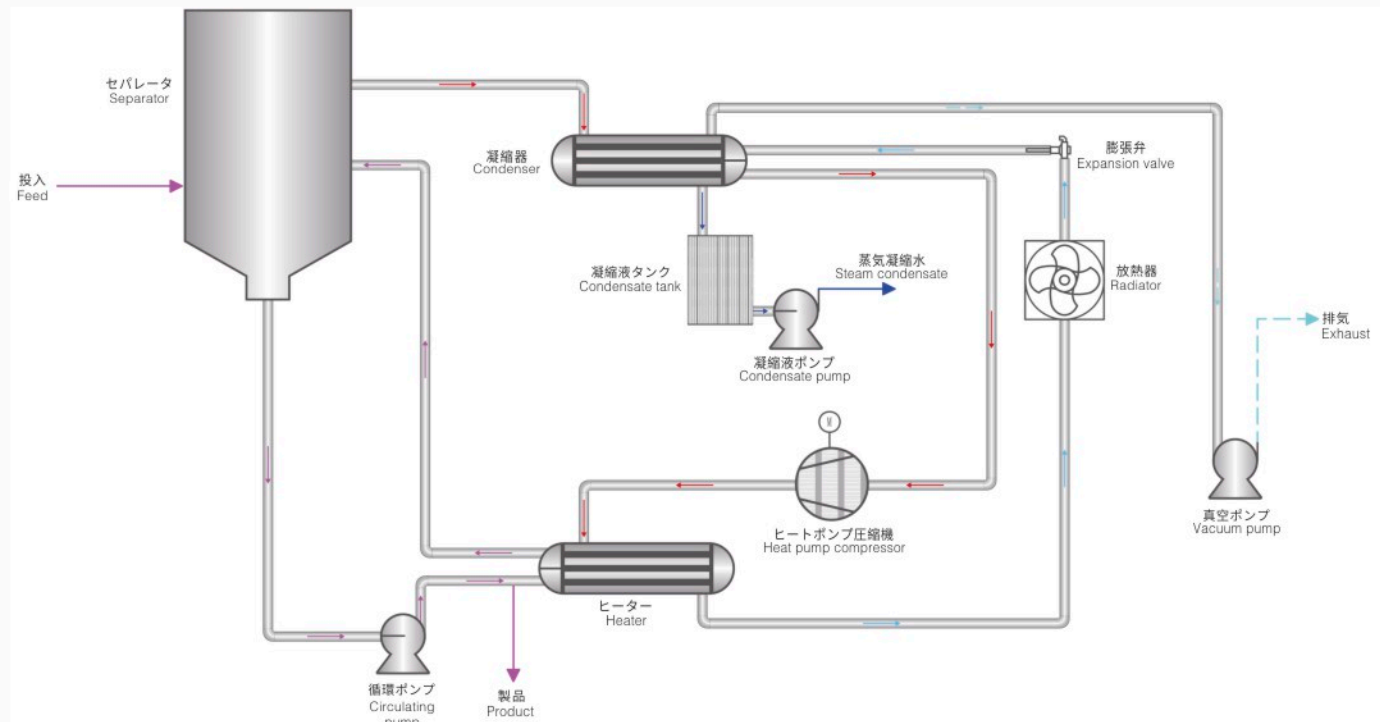 セパレータ
Separator
投入
Feed
凝縮器
Condenser
膨張弁
Expansion valve
凝縮液タンク
Condensate tank
蒸気凝縮水
Steam condensate
放熱器
Radiator
凝縮液ポンプ
Condensate pump
排気
Exhaust
M
ヒートポンプ圧縮機
Heat pump compressor
真空ポンプ
Vacuum pump
ヒーター
Heater
循環ポンプ
Circulating
pump
製品
Product